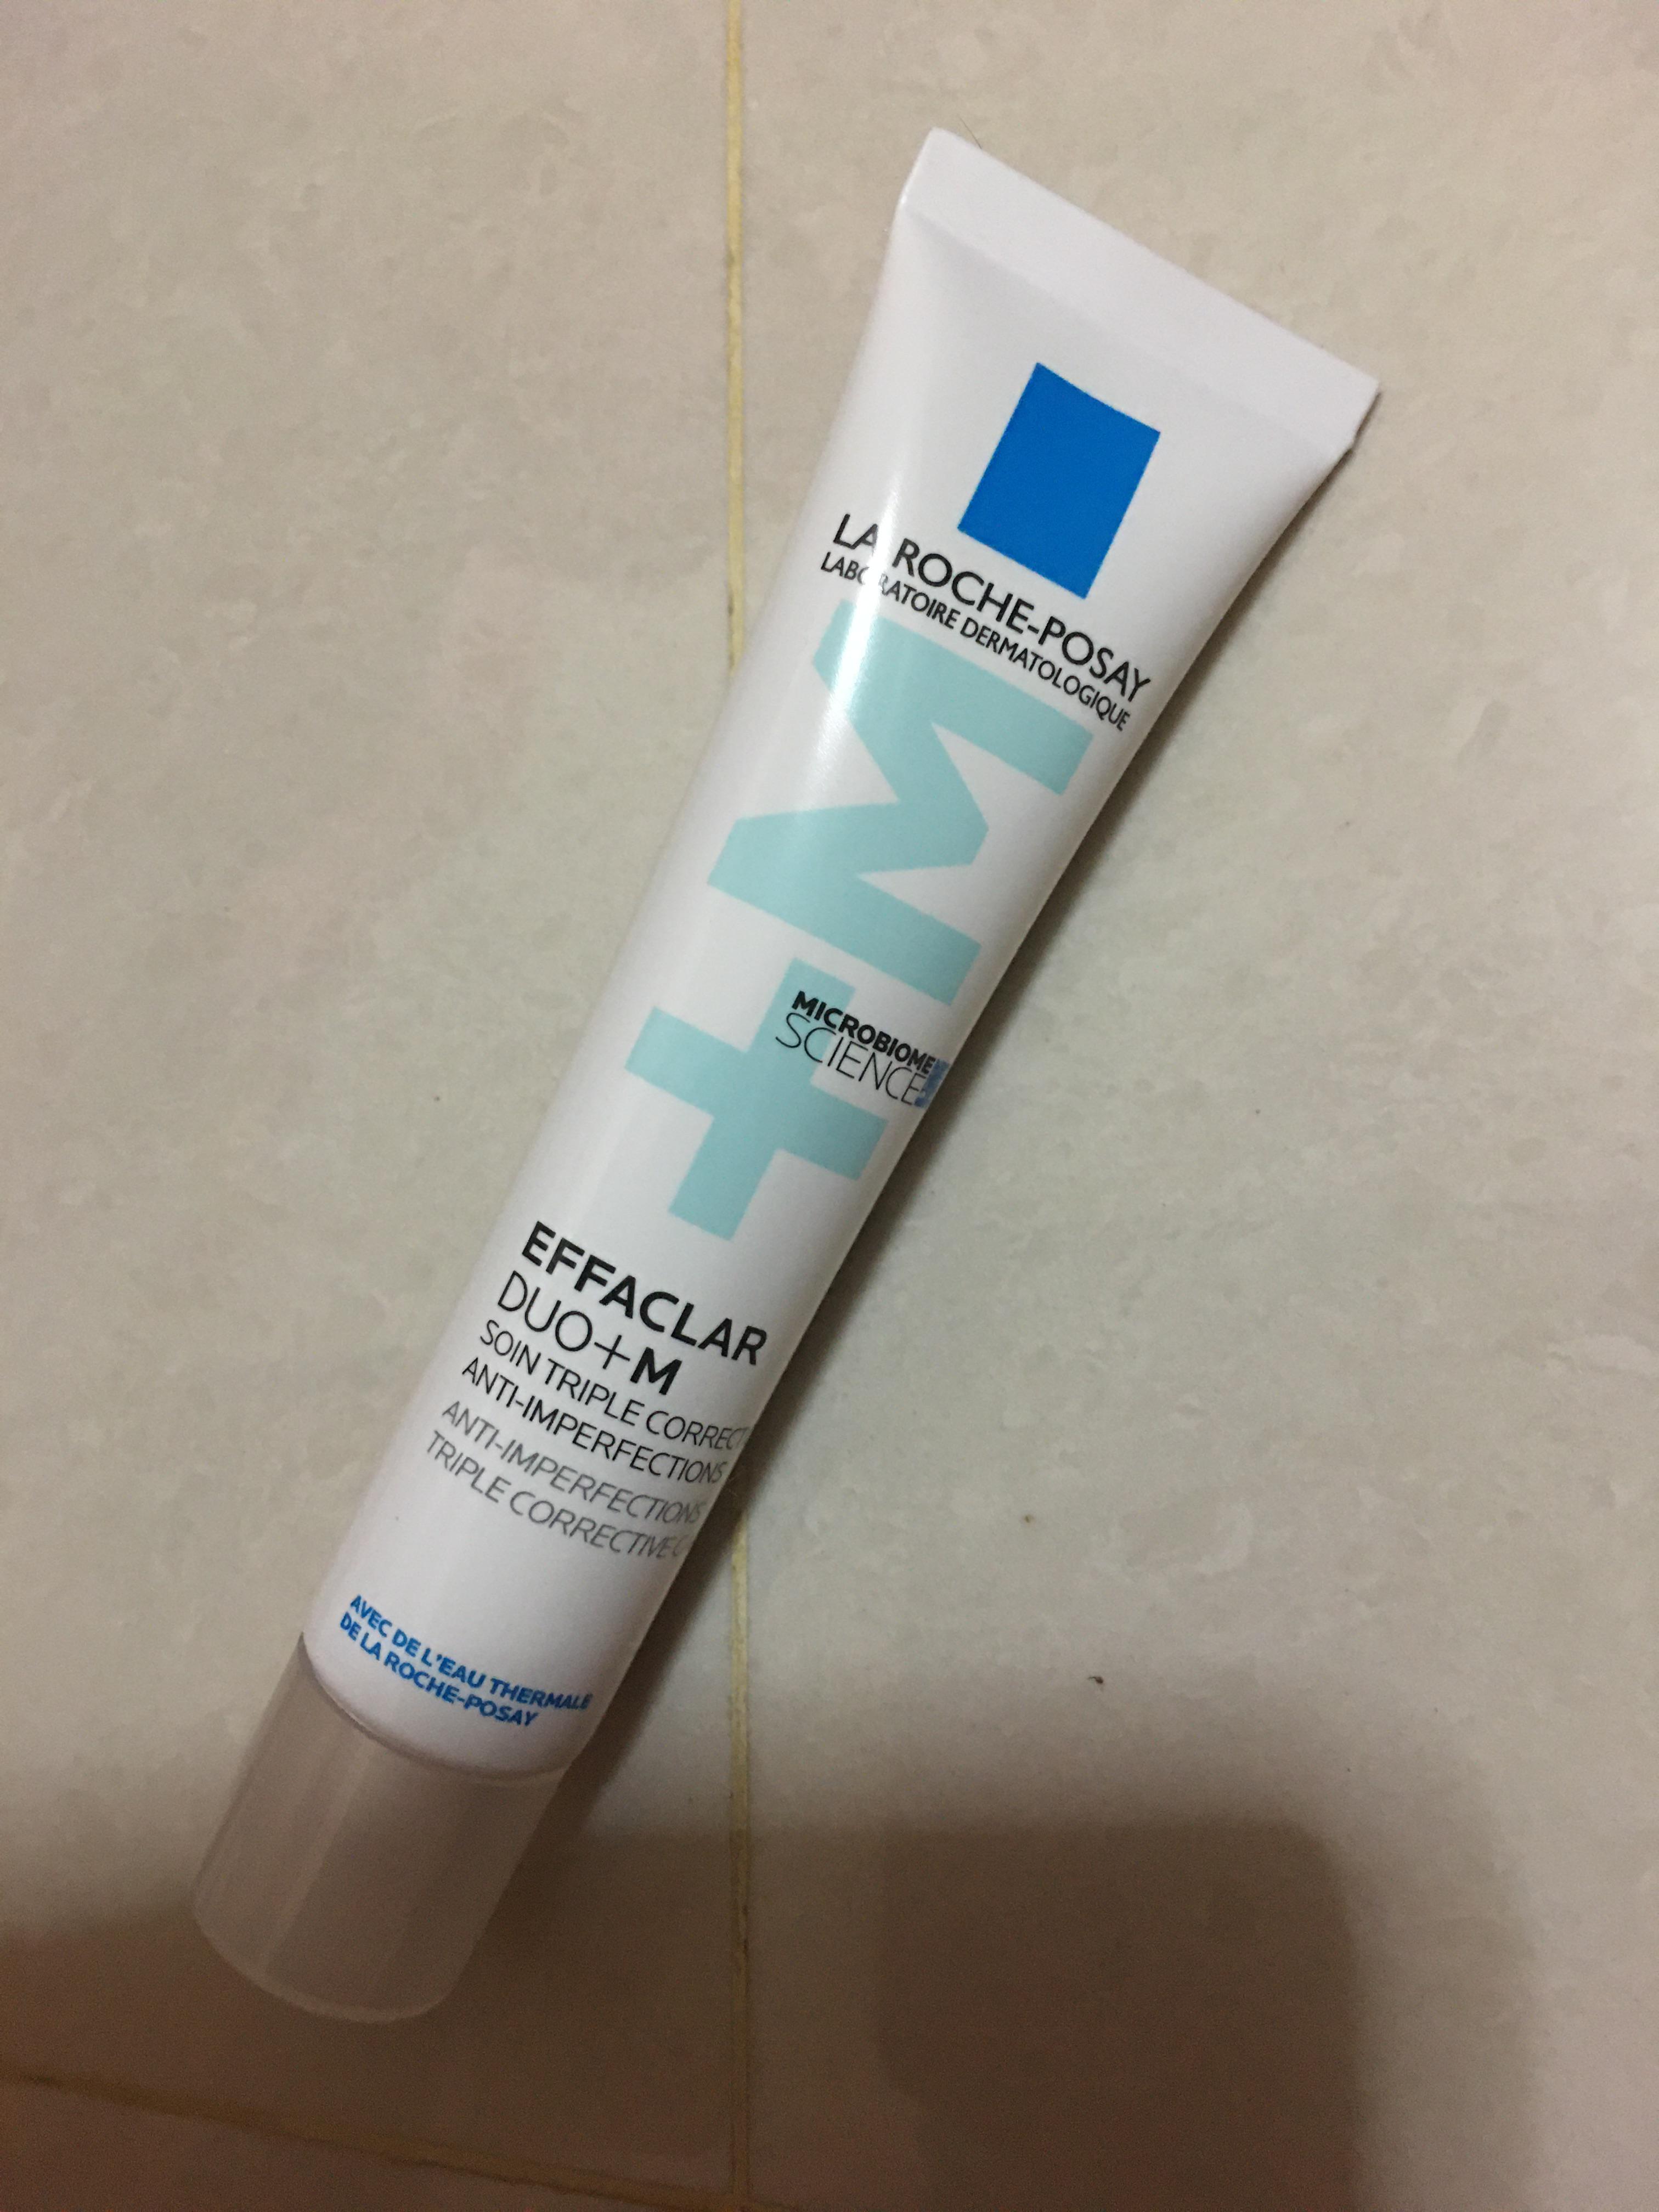 LA ROCHE-POSAY
LABORATOIRE DERMATOLOGIQUE
+M
MICROBIOME
SCIENCE
EFFACLAR
DUO+M
SOIN TRIPLE
ANTI-IMPERFECTIONS
ANTI-IMPERFECTIONS
TRIPLE CORRECTIVE
AVEC DE L'EAU THERMALE
DE LA ROCHE-POSAY